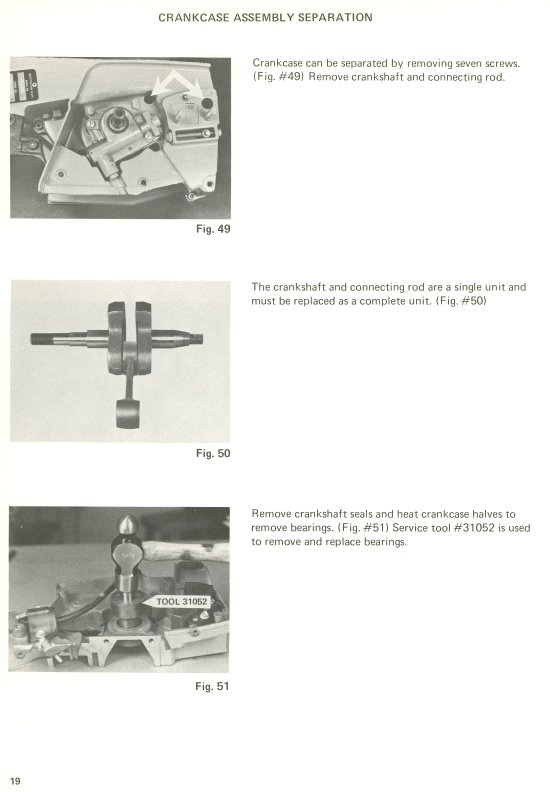 CRANKCASE ASSEMBLY SEPARATION
Crankcase can be separated by removing seven screws.
(Fig. #49) Remove crankshaft and connecting rod.
Fig. 49
The crankshaft and connecting rod are a single unit and
must be replaced as a complete unit. (Fig. #50)
Fig. 50
Remove crankshaft seals and heat crankcase halves to
remove bearings. (Fig. #51) Service tool #31052 is used
to remove and replace bearings.
TOOL 31052
Fig. 51
19